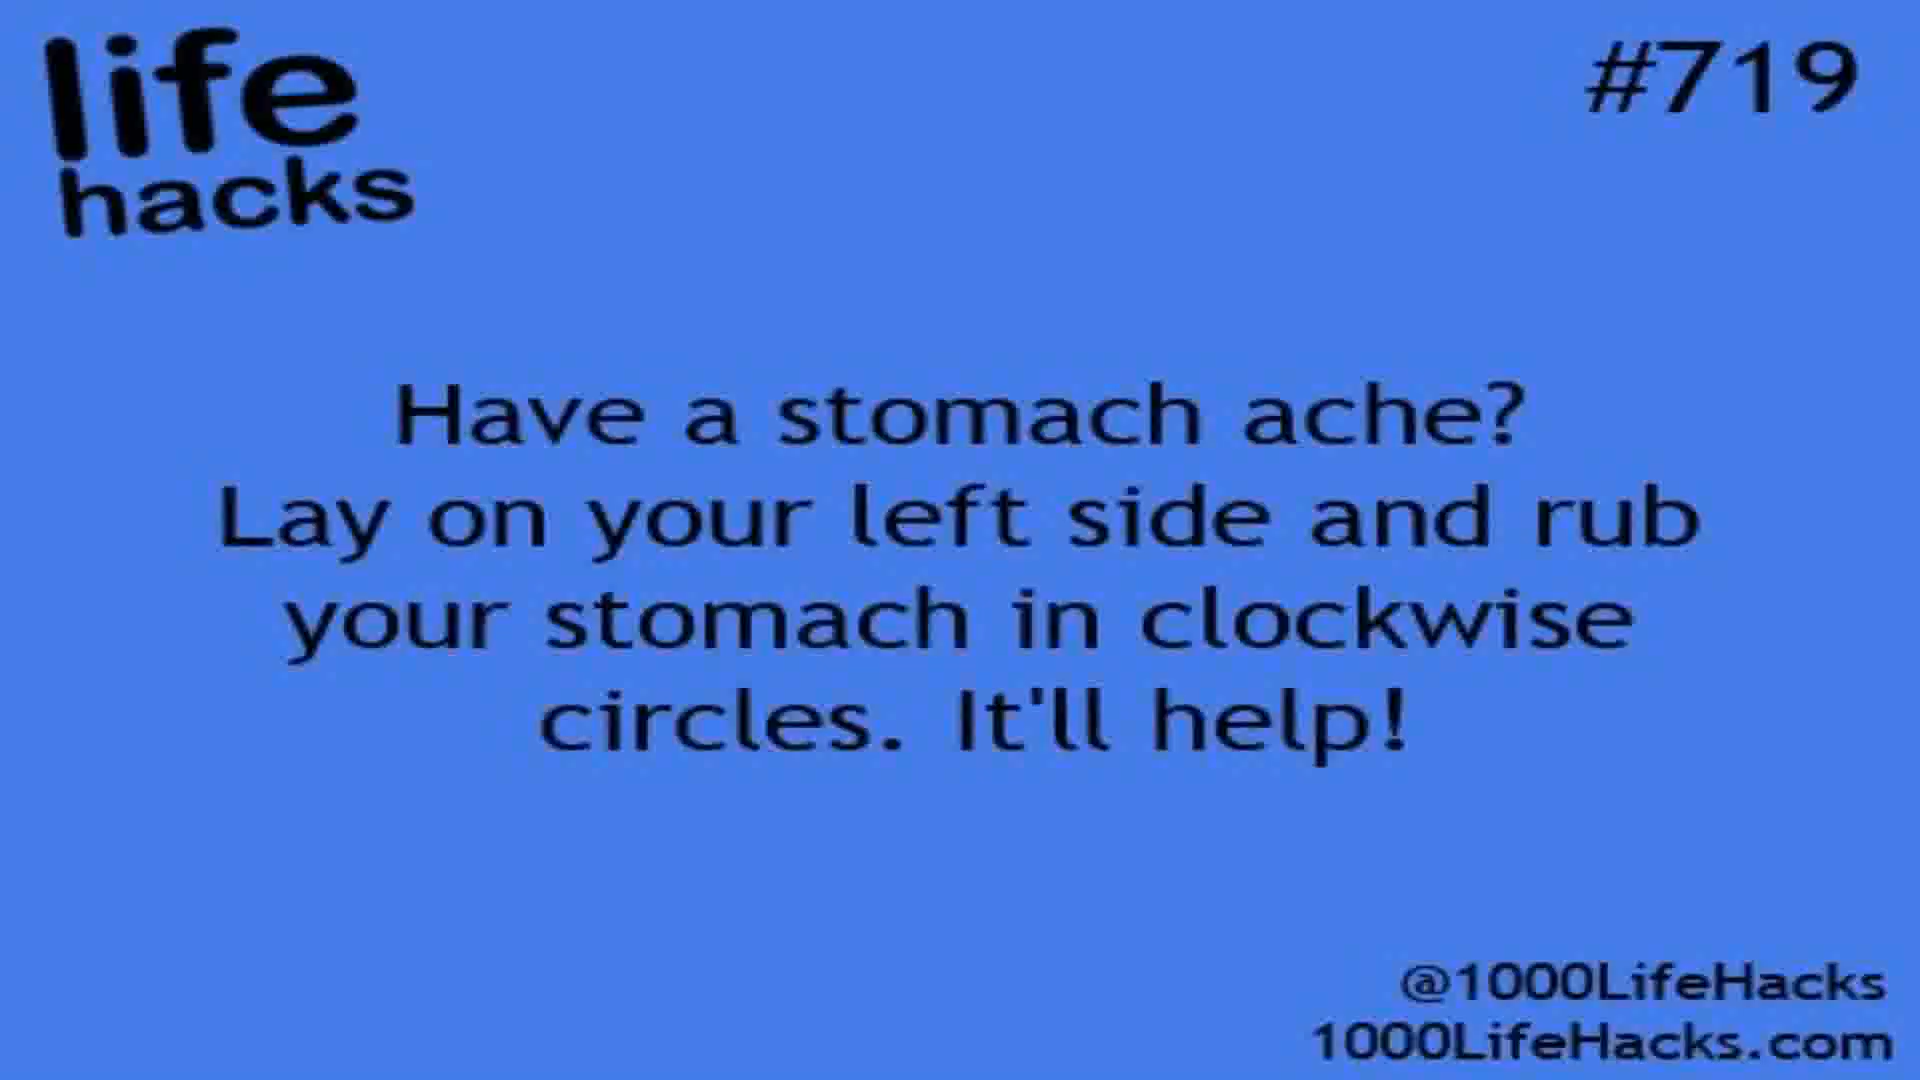 life
hacks
#719
Have a stomach ache?
Lay on your left side and rub
your stomach in clockwise
circles. It'll help!
@1000LifeHacks
1000LifeHacks.com